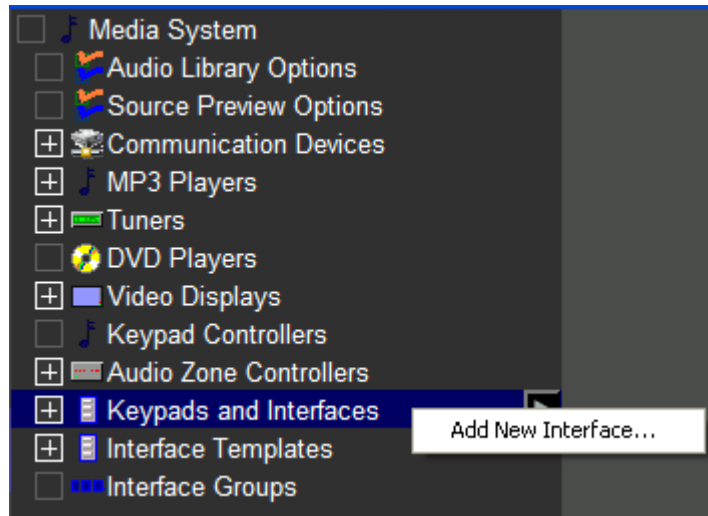 Media System
Audio Library Options
Source Preview Options
Communication Devices
MP3 Players
Tuners
DVD Players
Video Displays
Keypad Controllers
Audio Zone Controllers
Keypads and Interfaces
Add New Interface...
Interface Templates
Interface Groups